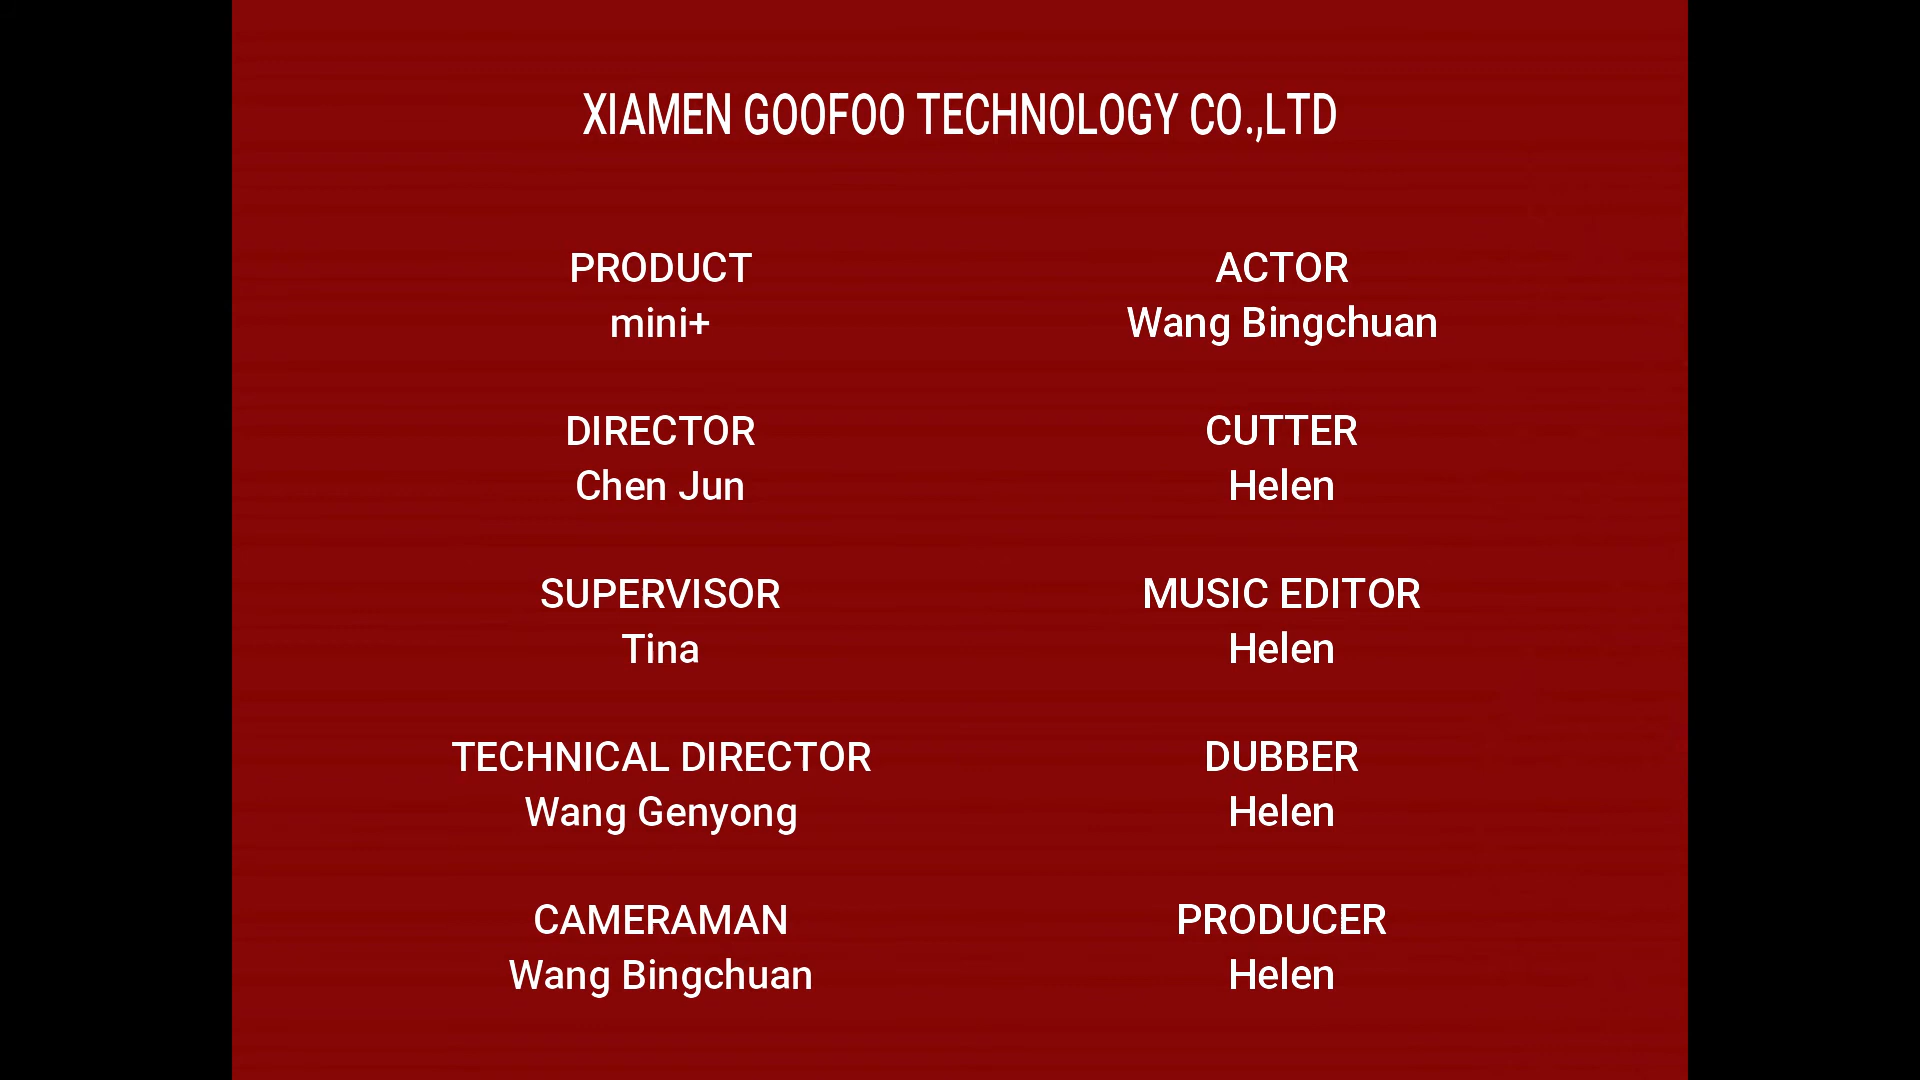 XIAMEN GOOFOO TECHNOLOGY CO.,LTD
PRODUCT
mini+
DIRECTOR
Chen Jun
SUPERVISOR
Tina
TECHNICAL DIRECTOR
Wang Genyong
CAMERAMAN
Wang Bingchuan
ACTOR
Wang Bingchuan
CUTTER
Helen
MUSIC EDITOR
Helen
DUBBER
Helen
PRODUCER
Helen